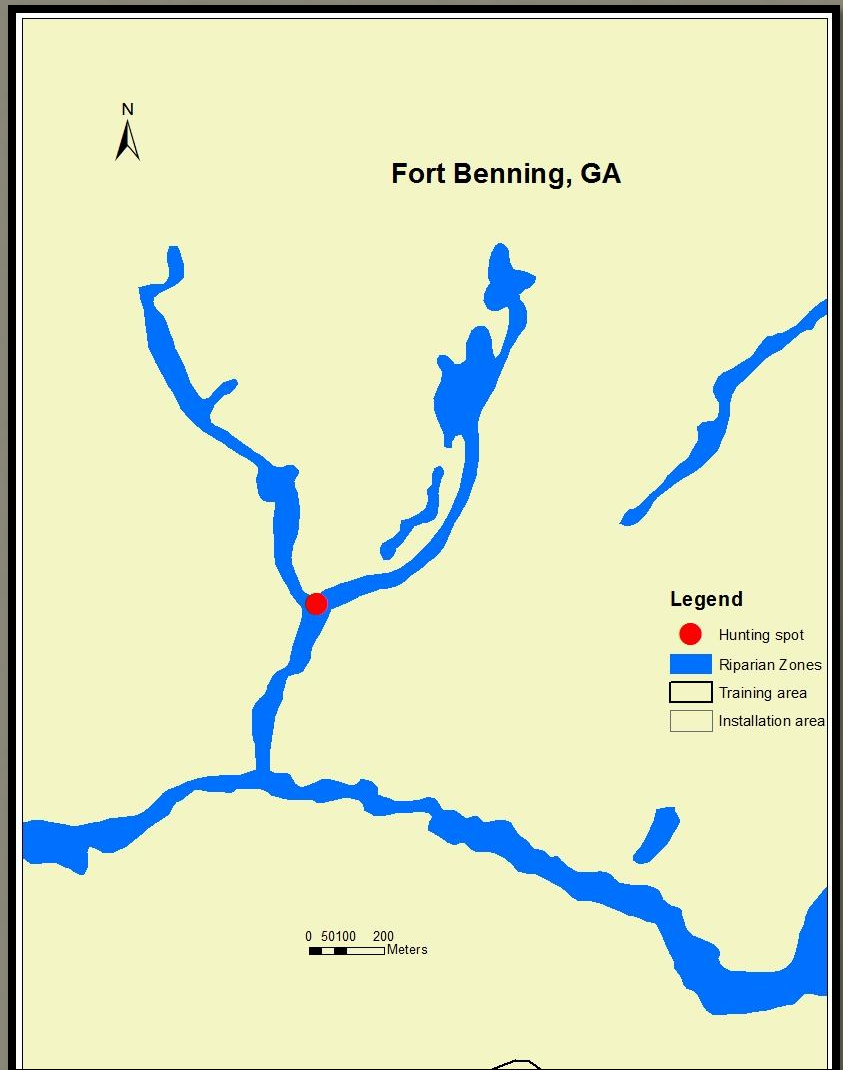 N
Fort Benning, GA
Legend
Hunting spot
Riparian Zones
Training area
Installation area
0 50100 200
Meters